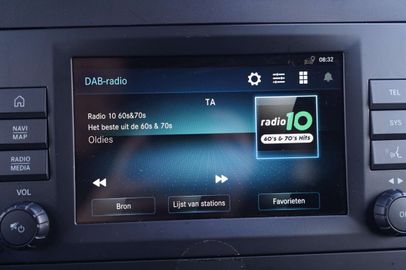 08:32
DAB-radio
TA
Radio 10 60s&70s
Het beste uit de 60s & 70s
Oldies
radio 10
60's & 70's Hits
Bron
Lijst van stations
Favorieten
NAVI
MAP
RADIO
MEDIA
VOL
TEL
SYS